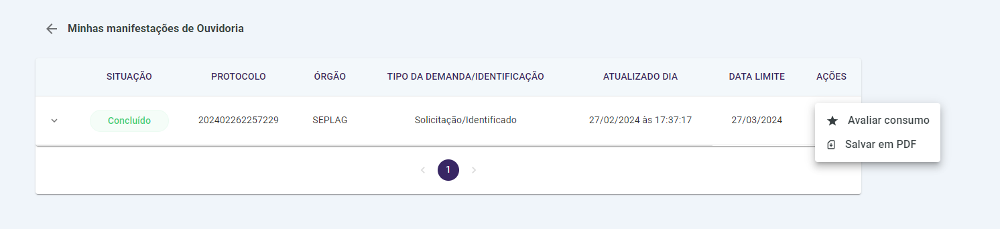 Minhas manifestações de Ouvidoria
SITUAÇÃO PROTOCOLO ÓRGÃO TIPO DA DEMANDA/IDENTIFICAÇÃO ATUALIZADO DIA DATA LIMITE AÇÕES
Concluído 202402262257229 SEPLAG Solicitação/Identificado 27/02/2024 às 17:37:17 27/03/2024
Avaliar consumo
Salvar em PDF
1